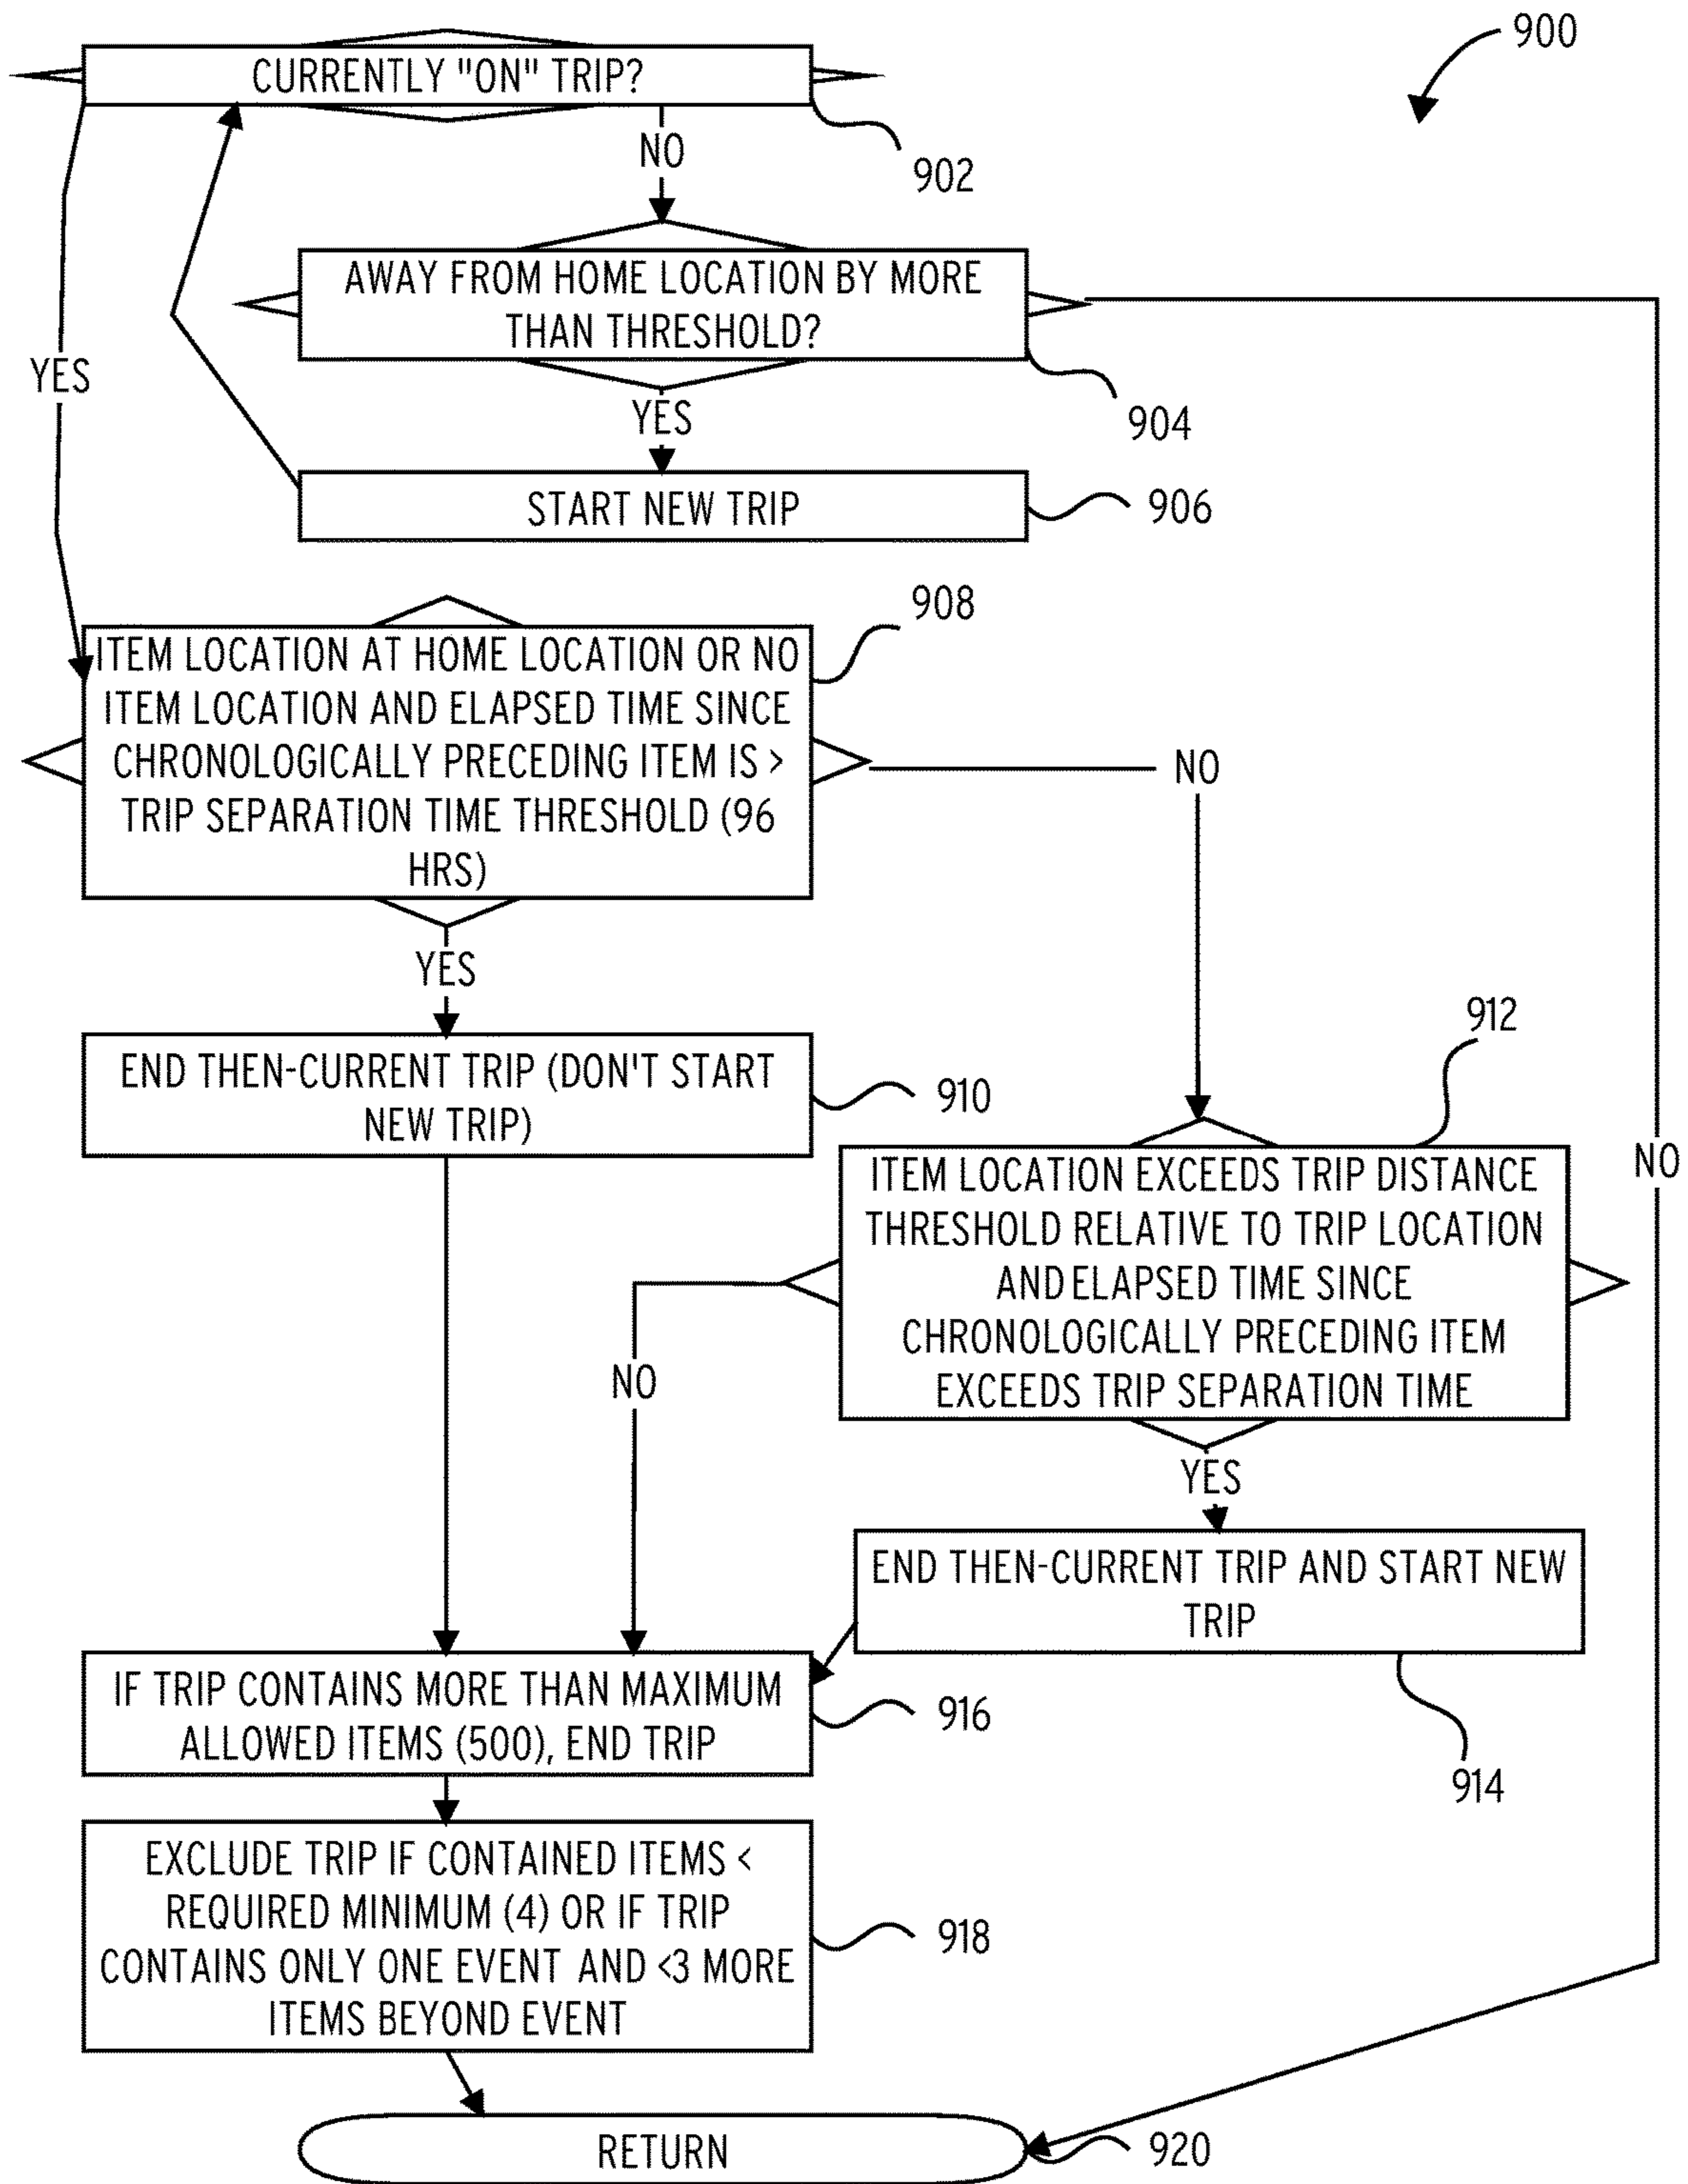 900
CURRENTLY "ON" TRIP?
NO
902
AWAY FROM HOME LOCATION BY MORE
THAN THRESHOLD?
YES
YES
904
START NEW TRIP
906
908
ITEM LOCATION AT HOME LOCATION OR NO
ITEM LOCATION AND ELAPSED TIME SINCE
CHRONOLOGICALLY PRECEDING ITEM IS >
TRIP SEPARATION TIME THRESHOLD (96
HRS)
NO
YES
912
END THEN-CURRENT TRIP (DON'T START
NEW TRIP)
910
NO
ITEM LOCATION EXCEEDS TRIP DISTANCE
THRESHOLD RELATIVE TO TRIP LOCATION
AND ELAPSED TIME SINCE
CHRONOLOGICALLY PRECEDING ITEM
EXCEEDS TRIP SEPARATION TIME
NO
YES
END THEN-CURRENT TRIP AND START NEW
TRIP
914
IF TRIP CONTAINS MORE THAN MAXIMUM
ALLOWED ITEMS (500), END TRIP
916
EXCLUDE TRIP IF CONTAINED ITEMS <
REQUIRED MINIMUM (4) OR IF TRIP
CONTAINS ONLY ONE EVENT AND <3 MORE
ITEMS BEYOND EVENT
918
RETURN
920